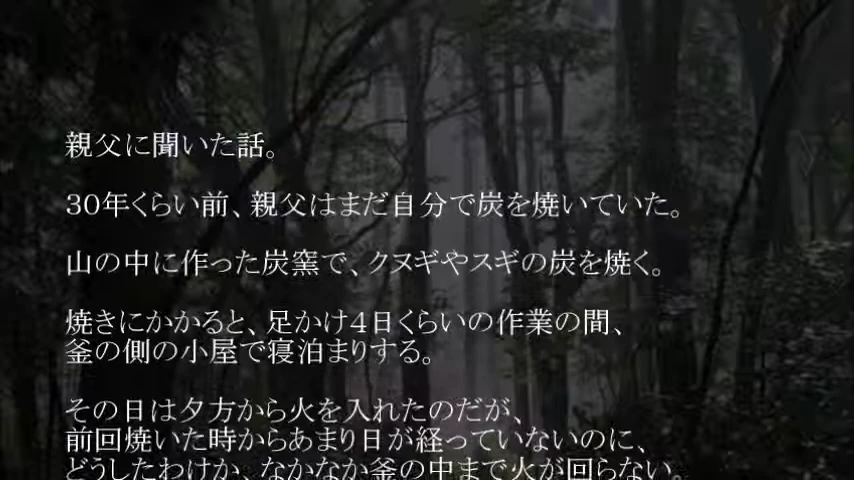 親父に聞いた話。
30年くらい前、親父はまだ自分で炭を焼いていた。
山の中に作った炭窯で、クヌギやスギの炭を焼く。
焼きにかかると、足かけ4日くらいの作業の間、
釜の側の小屋で寝泊まりする。
その日は夕方から火を入れたのだが、
前回焼いた時からあまり日が経っていないのに、
どうしたわけか、なかなか釜の中まで火が回らない。